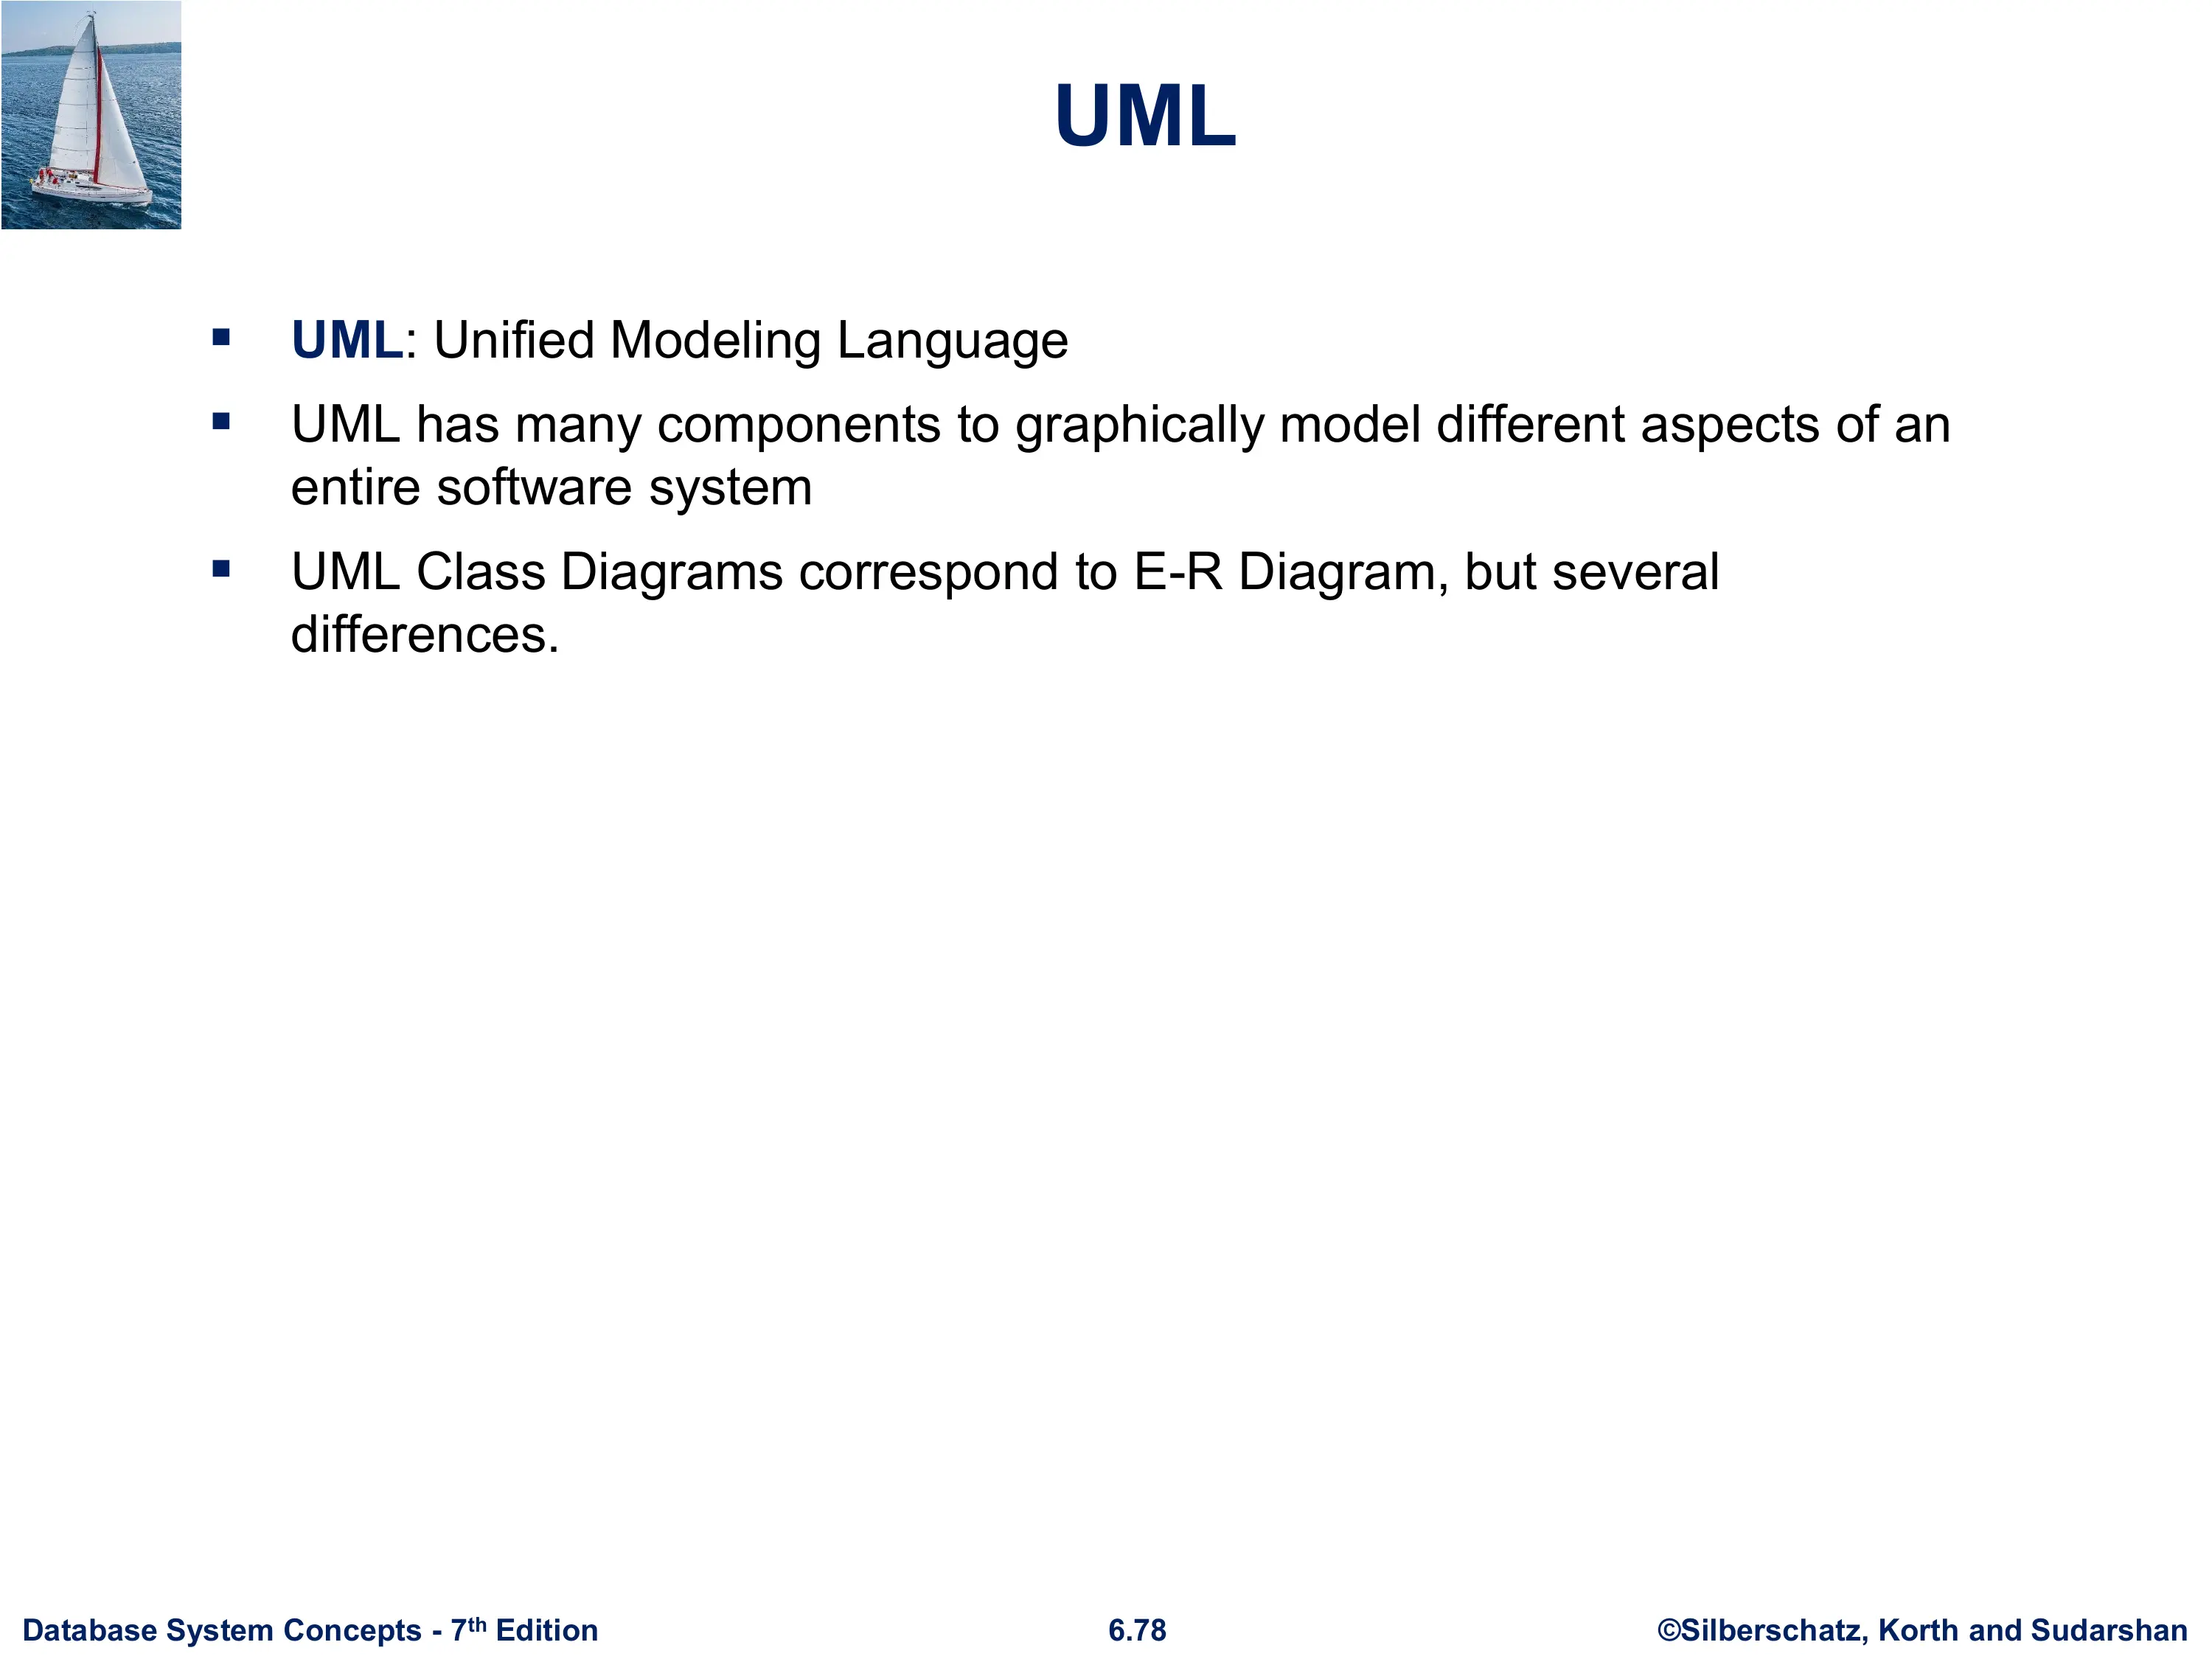 UML
▪ UML: Unified Modeling Language
▪ UML has many components to graphically model different aspects of an
entire software system
▪ UML Class Diagrams correspond to E-R Diagram, but several
differences.
Database System Concepts - 7th Edition
6.78
©Silberschatz, Korth and Sudarshan